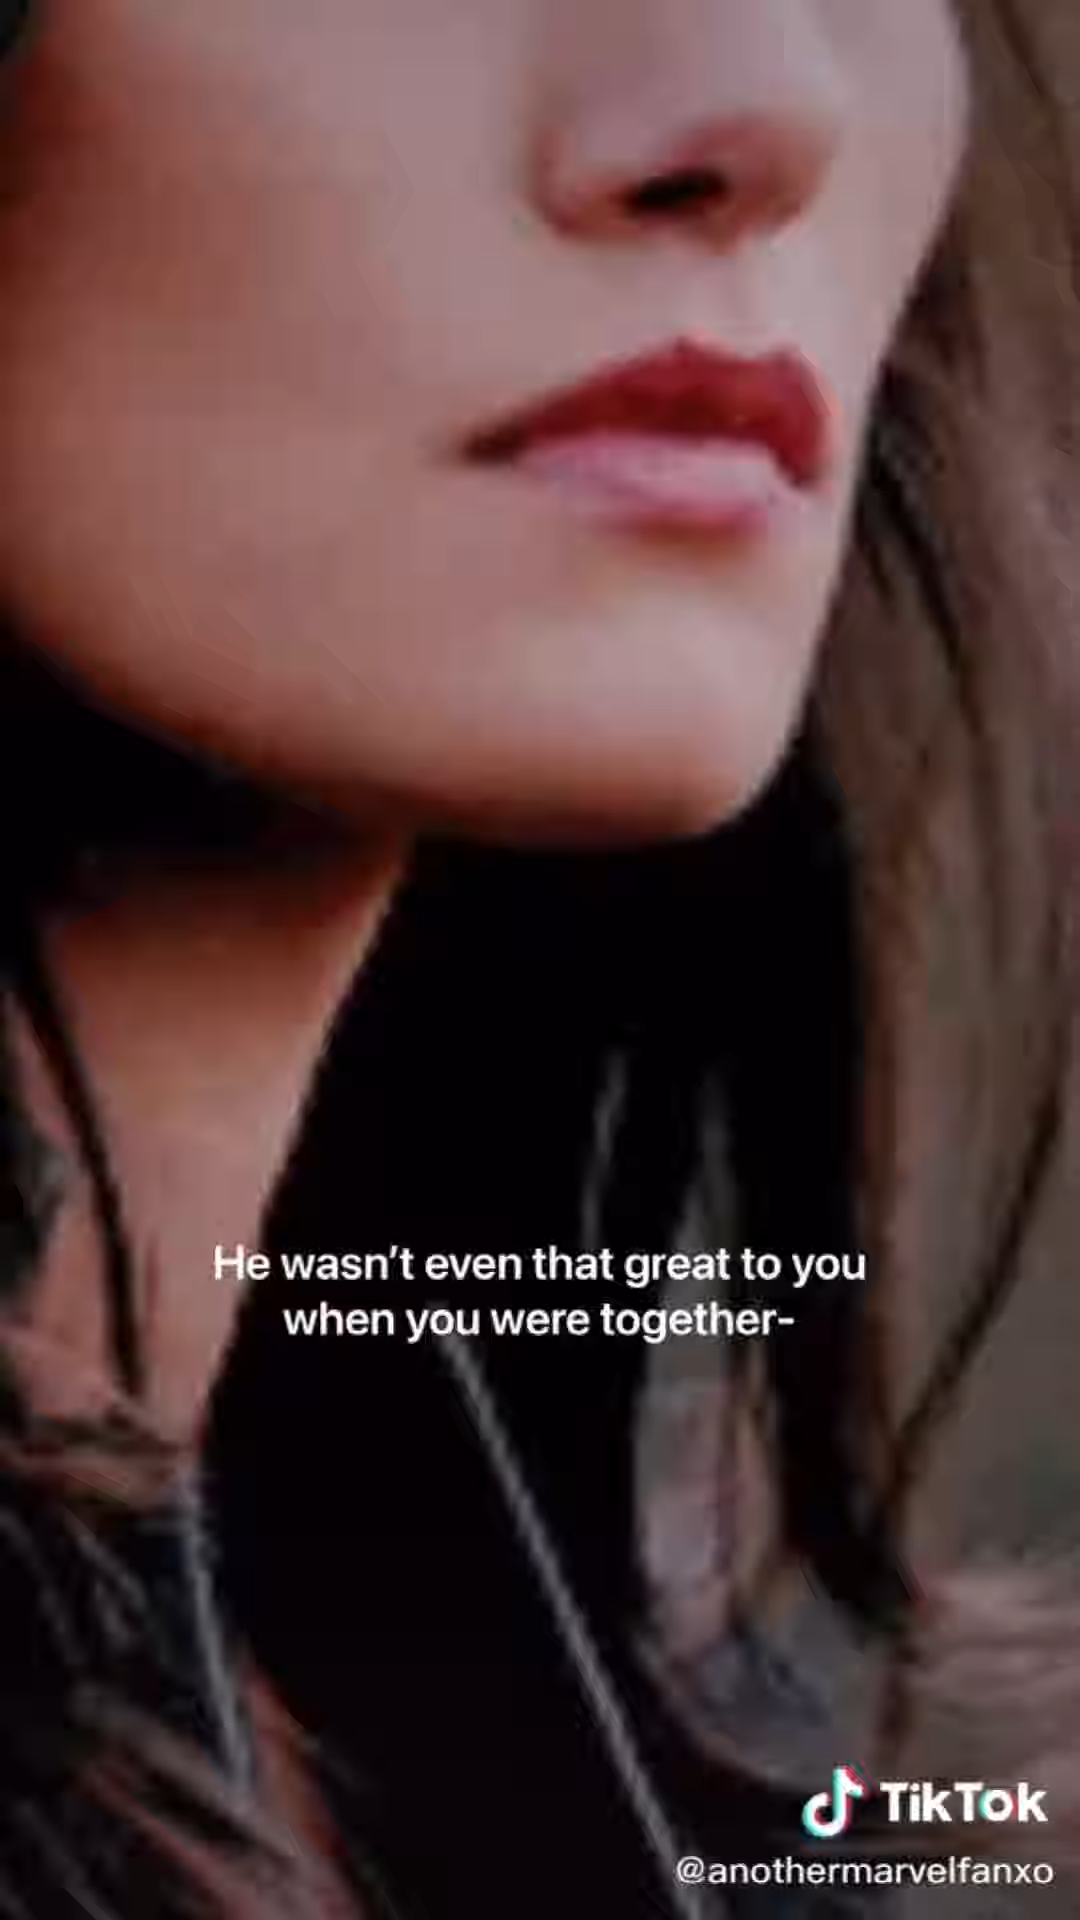 He wasn't even that great to you
when you were together-
TikTok
@anothermarvelfanxo